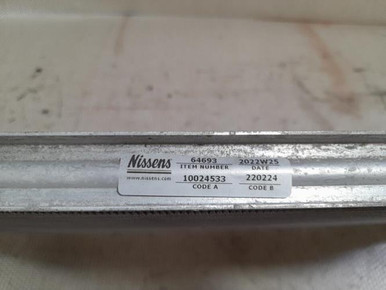 Nissens 64693 2022W25
ITEM NUMBER DATE
www.nissens.com 10024533 220224
CODE A CODE B